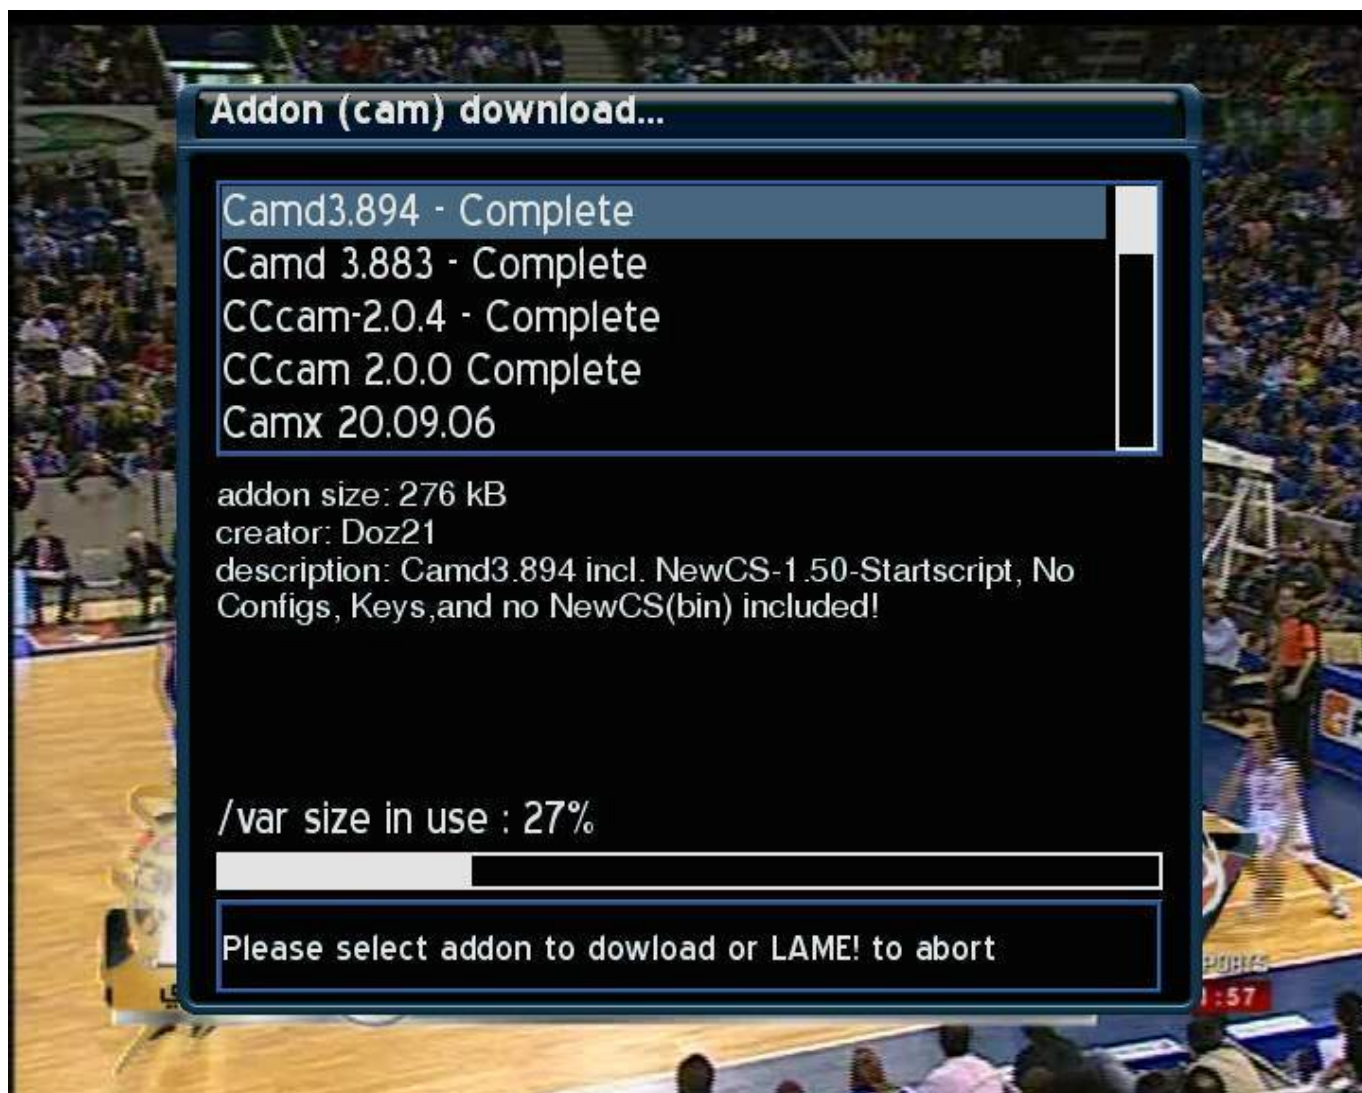 Addon (cam) download...
Camd3.894 - Complete
Camd 3.883 - Complete
CCcam-2.0.4 - Complete
CCcam 2.0.0 Complete
Camx 20.09.06
addon size: 276 kB
creator: Doz21
description: Camd3.894 incl. NewCS-1.50-Startscript, No
Configs, Keys,and no NewCS(bin) included!
/var size in use : 27%
Please select addon to dowload or LAME! to abort
:57